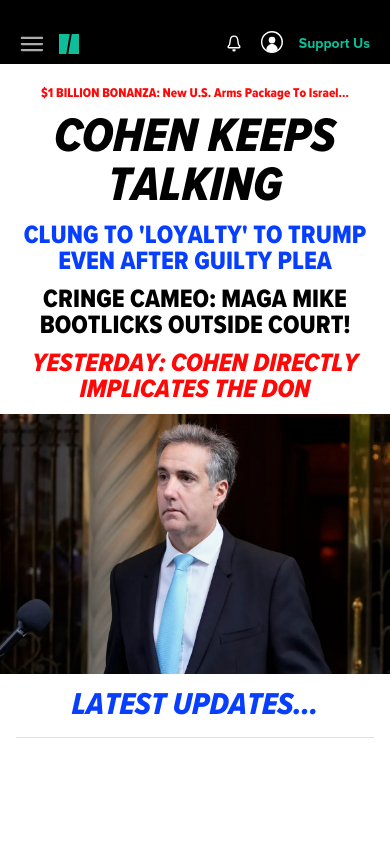 Support Us
$1 BILLION BONANZA: New U.S. Arms Package To Israel...
COHEN KEEPS
TALKING
CLUNG TO 'LOYALTY' TO TRUMP
EVEN AFTER GUILTY PLEA
CRINGE CAMEO: MAGA MIKE
BOOTLICKS OUTSIDE COURT!
YESTERDAY: COHEN DIRECTLY
IMPLICATES THE DON
LATEST UPDATES...